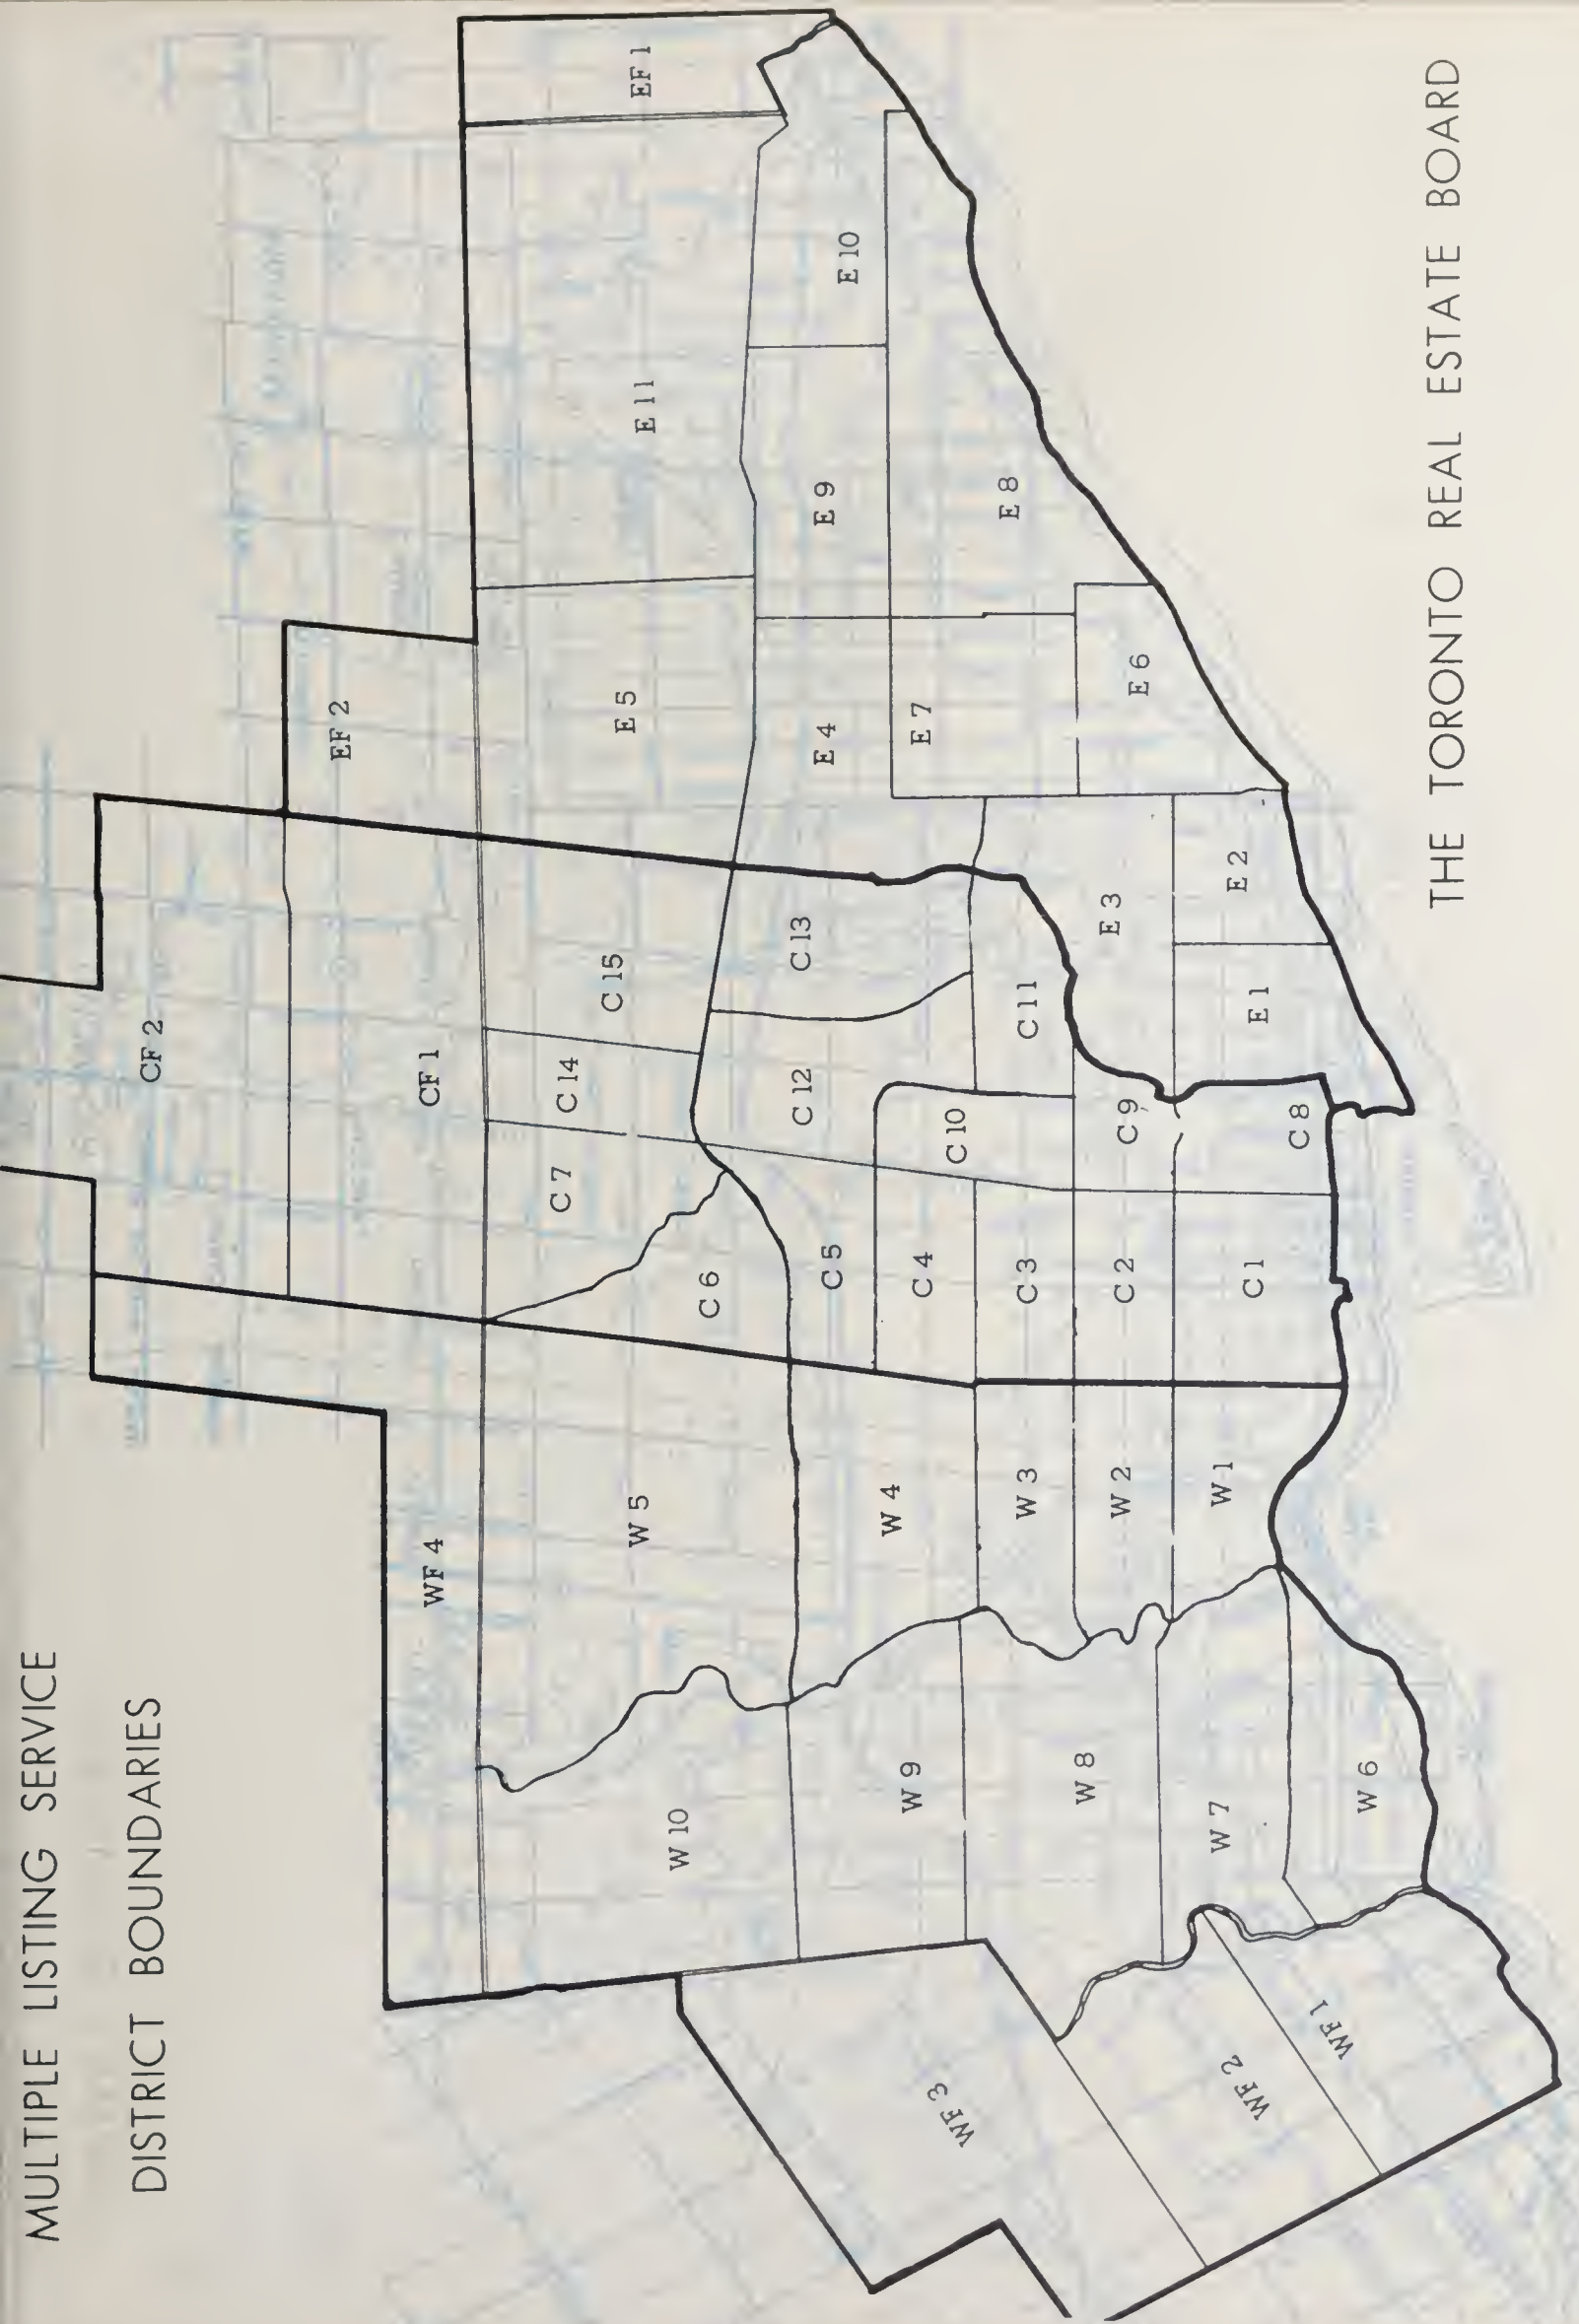 MULTIPLE LISTING SERVICE
DISTRICT BOUNDARIES
CF 2
CF 1
EF 2
EF 1
WF 4
W 10
W 5
C 6
C 7
C 14
C 15
E 5
E 11
W 9
W 4
C 5
C 4
C 12
C 10
C 13
E 4
E 9
E 10
WF 3
W 8
W 3
C 3
C 11
E 7
E 8
W 2
C 2
C 9
E 3
E 6
WF 2
W 7
W 1
C 1
C 8
E 1
E 2
WF 1
W 6
THE TORONTO REAL ESTATE BOARD